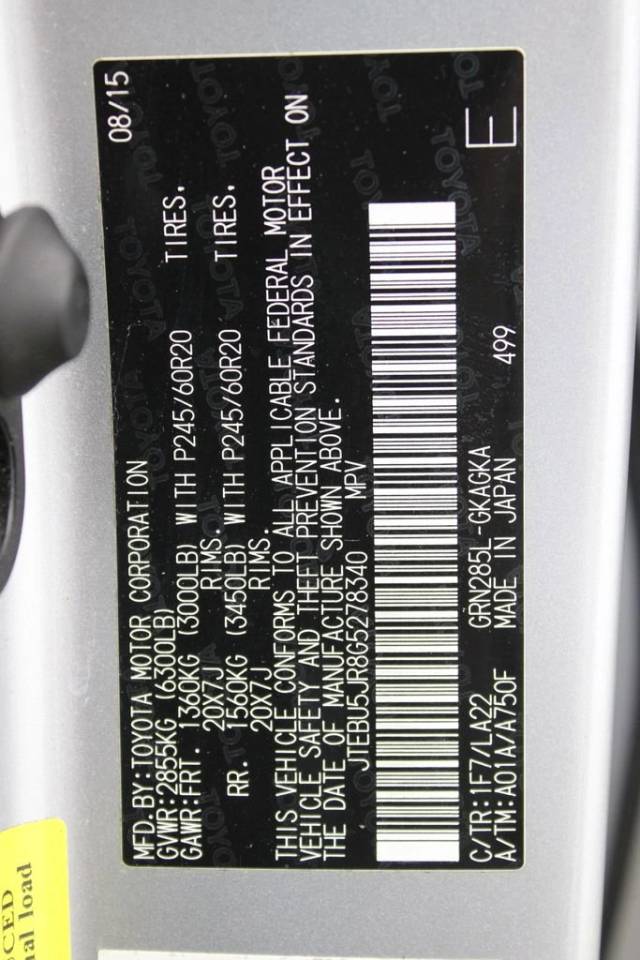 MFD.BY:TOYOTA MOTOR CORPORATION 08/15
GVWR:2855KG (6300LB)
GAWR:FRT. 1360KG (3000LB) WITH P245/60R20 TIRES.
20X7J RIMS.
RR. 1560KG (3450LB) WITH P245/60R20 TIRES.
20X7J RIMS.
THIS VEHICLE CONFORMS TO ALL APPLICABLE FEDERAL MOTOR
VEHICLE SAFETY AND THEFT PREVENTION STANDARDS IN EFFECT ON
THE DATE OF MANUFACTURE SHOWN ABOVE.
JTEBU5JR8G5278340 MPV
C/TR:1F7/LA22 GRN285L-GKAGKA
A/TM:A01A/A750F MADE IN JAPAN 499 E
TOYOTA
load